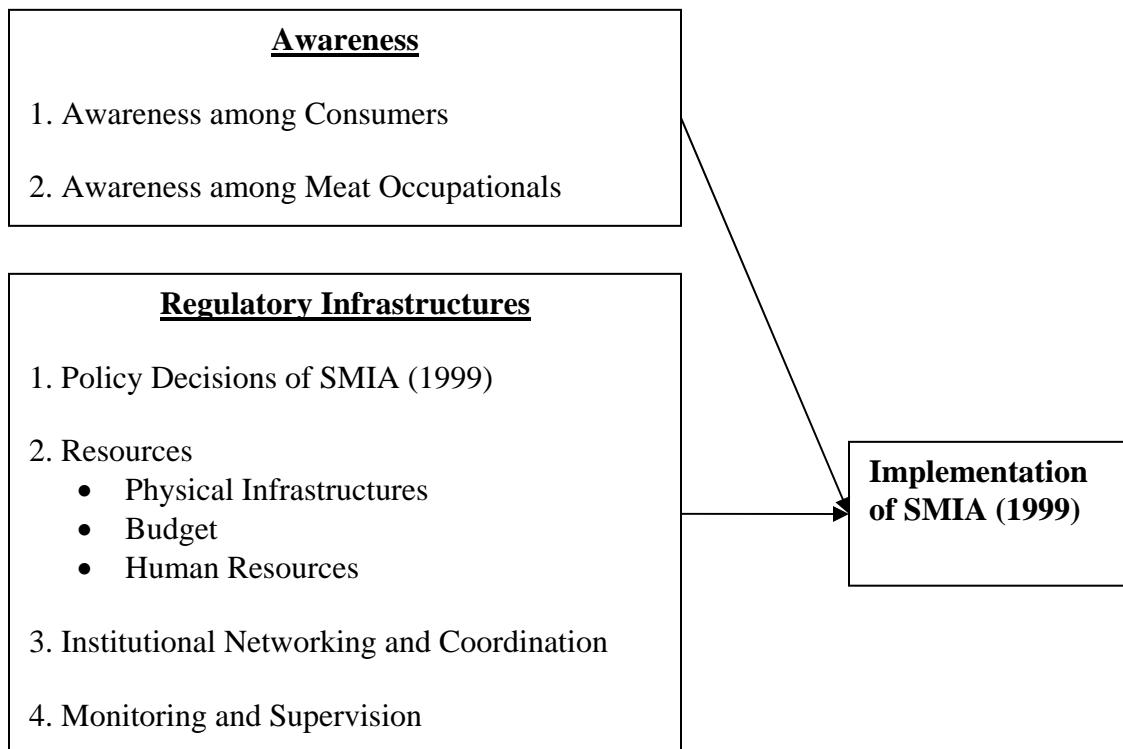 Awareness
1. Awareness among Consumers
2. Awareness among Meat Occupationals
Regulatory Infrastructures
1. Policy Decisions of SMIA (1999)
2. Resources
• Physical Infrastructures
• Budget
• Human Resources
3. Institutional Networking and Coordination
4. Monitoring and Supervision
Implementation
of SMIA (1999)